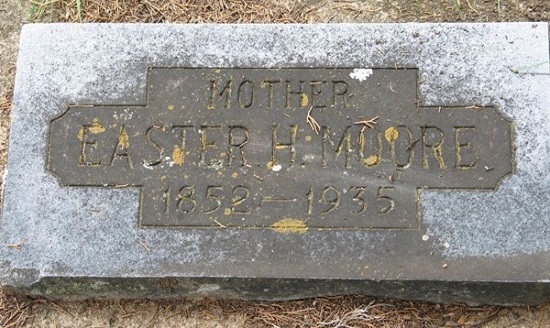 MOTHER
EASTER H. MOORE
1852-1935